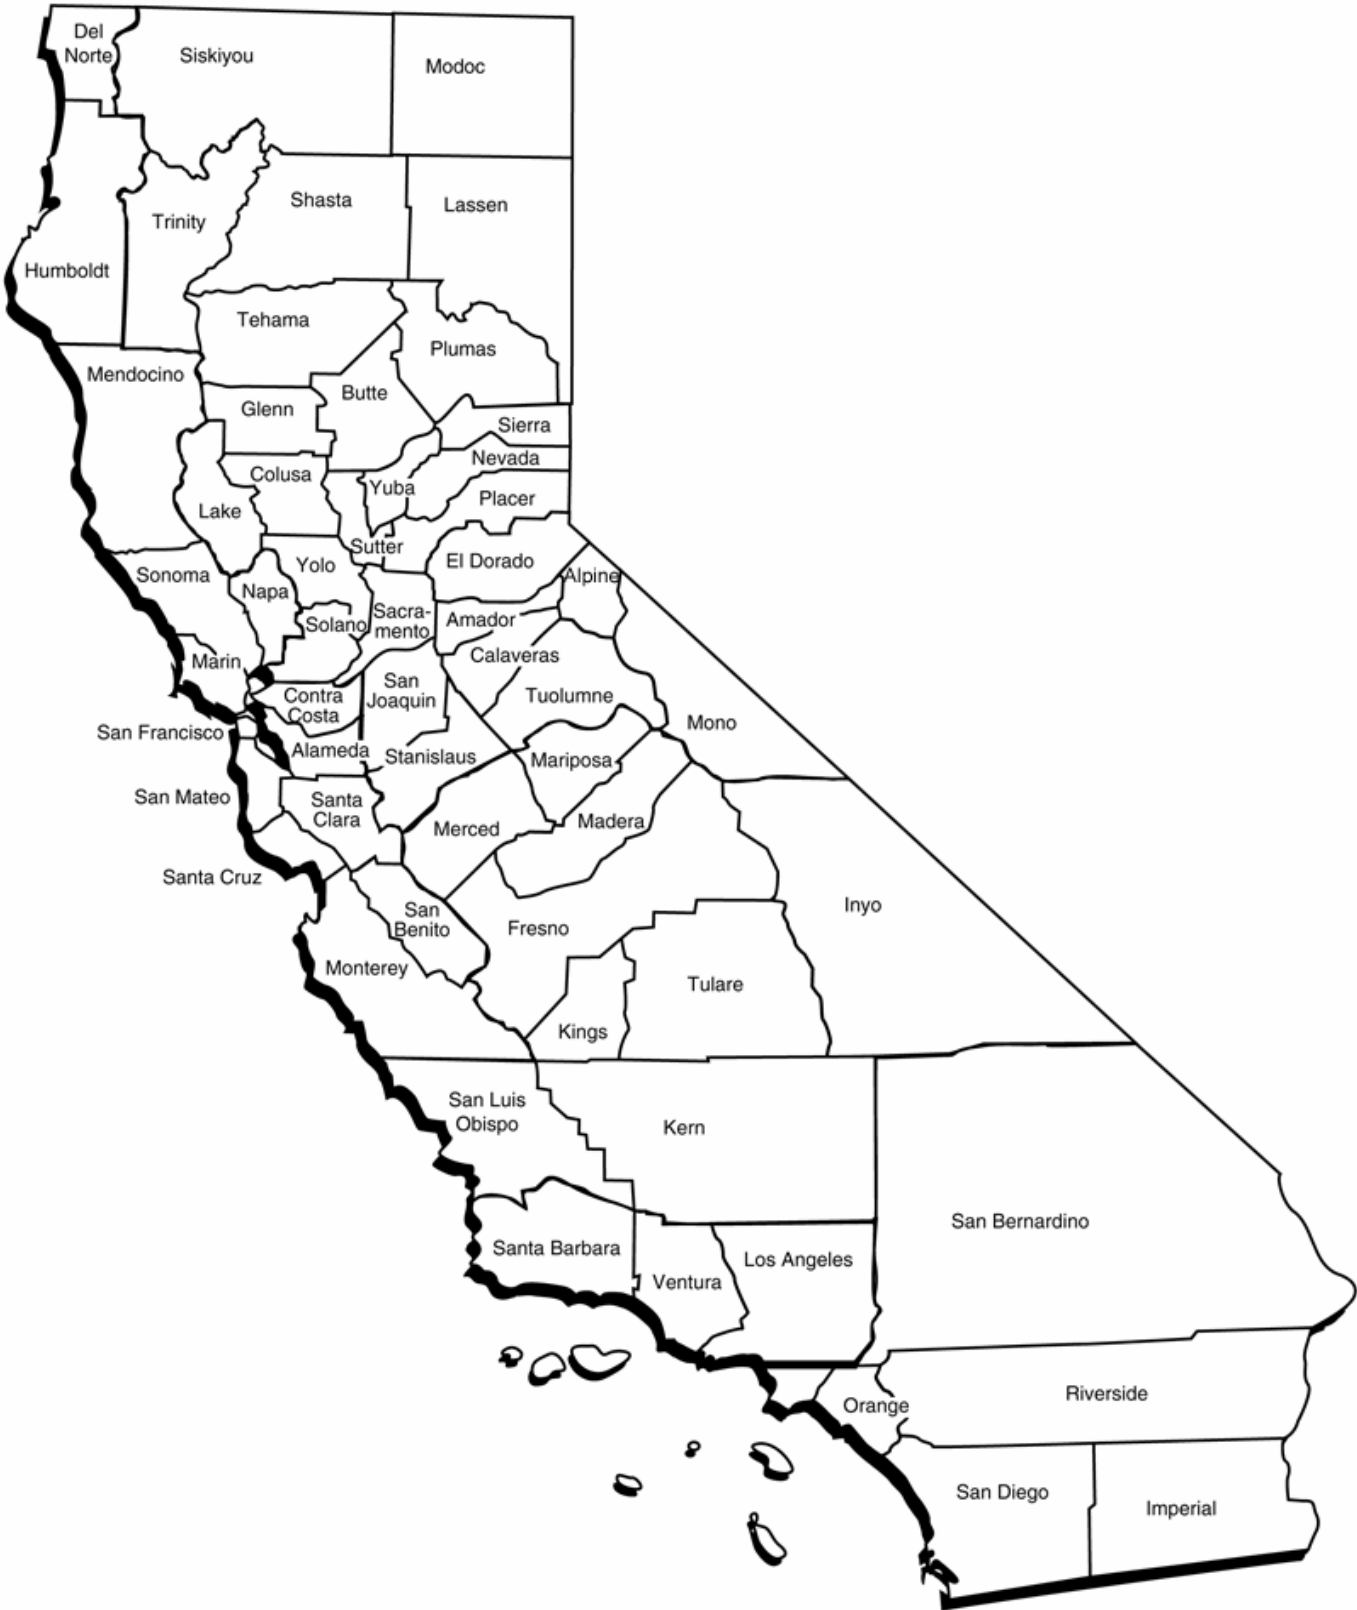 Del
Norte
Siskiyou
Modoc
Shasta
Lassen
Trinity
Humboldt
Tehama
Plumas
Mendocino
Butte
Glenn
Sierra
Nevada
Colusa
Yuba
Placer
Lake
Sutter
El Dorado
Yolo
Sonoma
Alpine
Napa
Sacra-
mento
Solano
Amador
Calaveras
Marin
San
Joaquin
Contra
Costa
Tuolumne
Mono
San Francisco
Alameda
Stanislaus
Mariposa
San Mateo
Santa
Clara
Merced
Madera
Santa Cruz
Inyo
San
Benito
Fresno
Monterey
Tulare
Kings
San Luis
Obispo
Kern
San Bernardino
Santa Barbara
Los Angeles
Ventura
Riverside
Orange
San Diego
Imperial